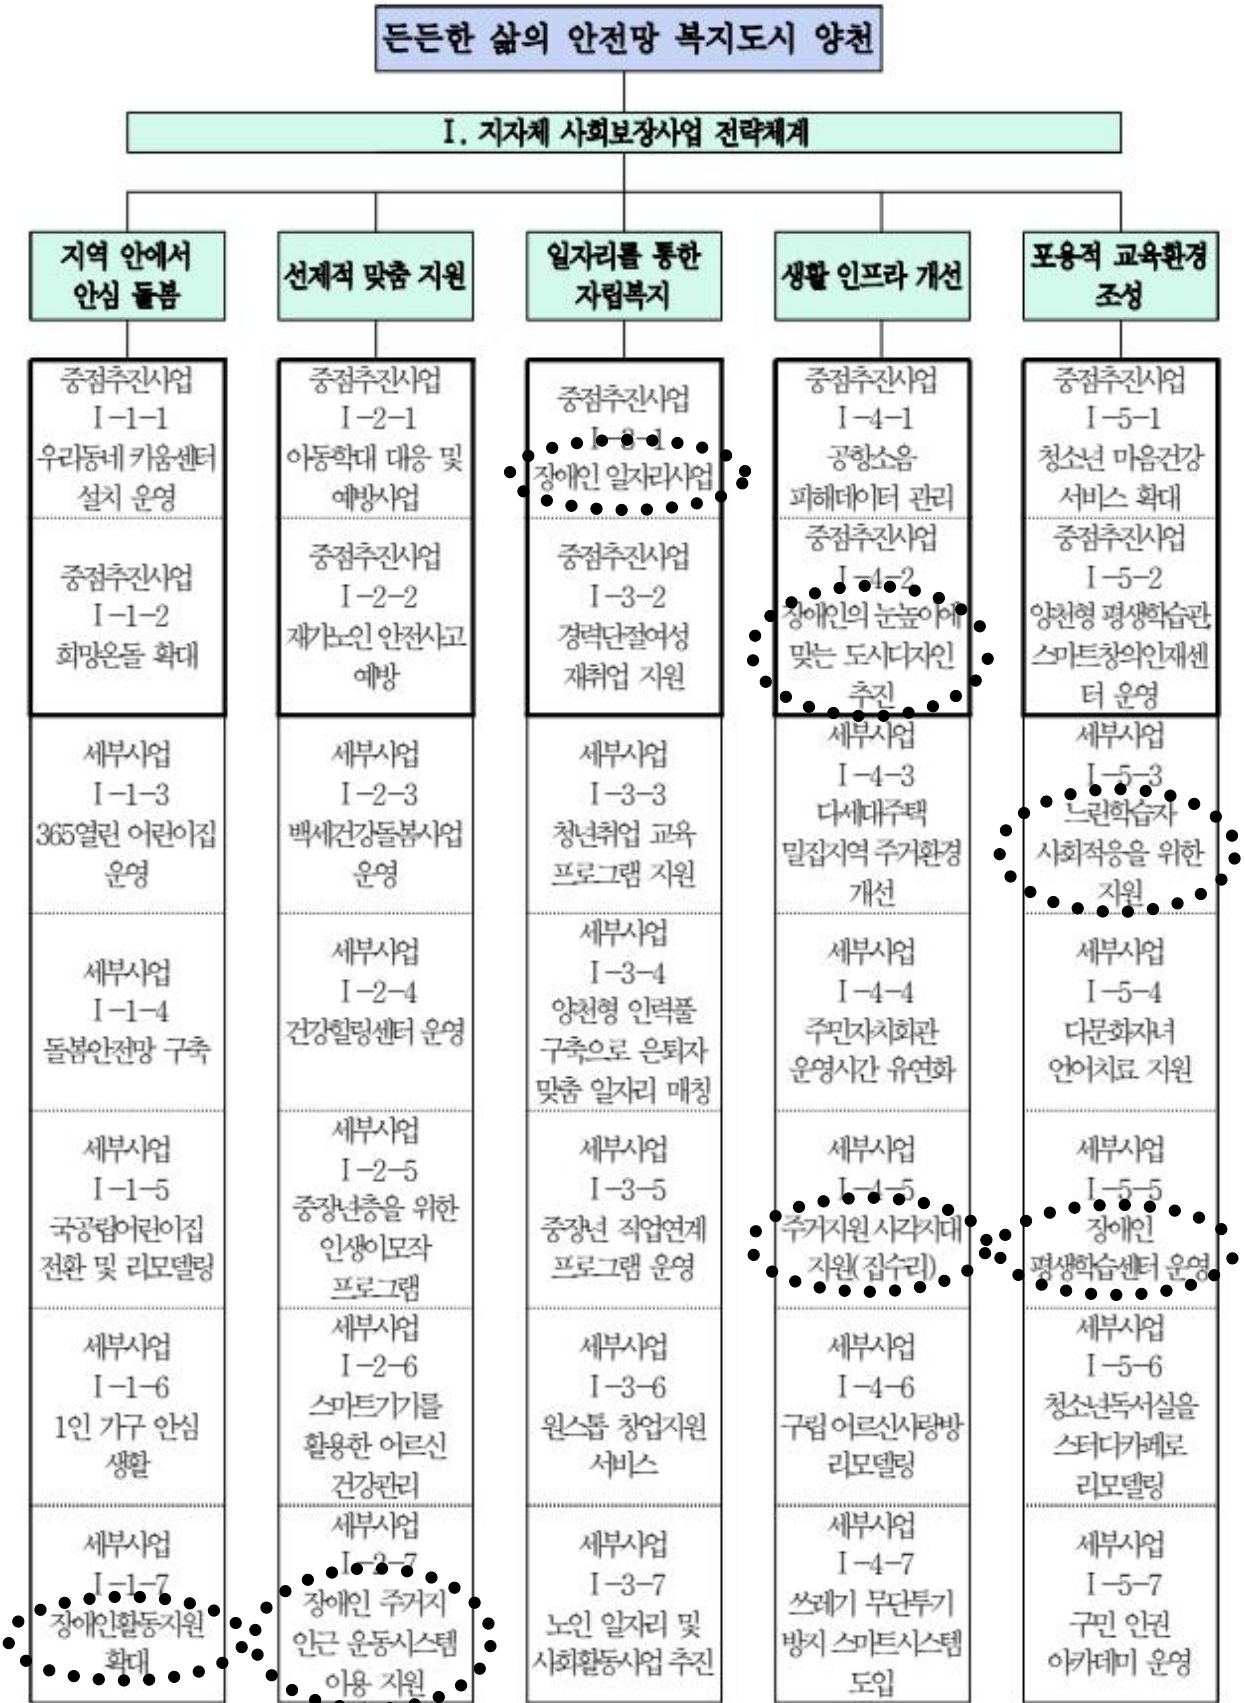 든든한 삶의 안전망 복지도시 양천
Ⅰ. 지자체 사회보장사업 전략체계
지역 안에서
안심 돌봄
중점추진사업
Ⅰ-1-1
우리동네 키움센터
설치 운영
중점추진사업
Ⅰ-1-2
희망온돌 확대
세부사업
Ⅰ-1-3
365열린 어린이집
운영
세부사업
Ⅰ-1-4
돌봄안전망 구축
세부사업
Ⅰ-1-5
국공립어린이집
전환 및 리모델링
세부사업
Ⅰ-1-6
1인 가구 안심
생활
세부사업
Ⅰ-1-7
장애인활동지원
확대
선제적 맞춤 지원
중점추진사업
Ⅰ-2-1
아동학대 대응 및
예방사업
중점추진사업
Ⅰ-2-2
재가노인 안전사고
예방
세부사업
Ⅰ-2-3
백세건강돌봄사업
운영
세부사업
Ⅰ-2-4
건강힐링센터 운영
세부사업
Ⅰ-2-5
중장년층을 위한
인생이모작
프로그램
세부사업
Ⅰ-2-6
스마트기기를
활용한 어르신
건강관리
세부사업
Ⅰ-2-7
장애인 주거지
인근 운동시스템
이용 지원
일자리를 통한
자립복지
중점추진사업
Ⅰ-3-1
장애인 일자리사업
중점추진사업
Ⅰ-3-2
경력단절여성
재취업 지원
세부사업
Ⅰ-3-3
청년취업 교육
프로그램 지원
세부사업
Ⅰ-3-4
양천형 인력풀
구축으로 은퇴자
맞춤 일자리 매칭
세부사업
Ⅰ-3-5
중장년 직업연계
프로그램 운영
세부사업
Ⅰ-3-6
원스톱 창업지원
서비스
세부사업
Ⅰ-3-7
노인 일자리 및
사회활동사업 추진
생활 인프라 개선
중점추진사업
Ⅰ-4-1
공항소음
피해데이터 관리
중점추진사업
Ⅰ-4-2
장애인의 눈높이에
맞는 도시디자인
추진
세부사업
Ⅰ-4-3
다세대주택
밀집지역 주거환경
개선
세부사업
Ⅰ-4-4
주민자치회관
운영시간 유연화
세부사업
Ⅰ-4-5
주거지원 사각지대
지원(집수리)
세부사업
Ⅰ-4-6
구립 어르신사랑방
리모델링
세부사업
Ⅰ-4-7
쓰레기 무단투기
방지 스마트시스템
도입
포용적 교육환경
조성
중점추진사업
Ⅰ-5-1
청소년 마음건강
서비스 확대
중점추진사업
Ⅰ-5-2
양천형 평생학습관,
스마트창의인재센
터 운영
세부사업
Ⅰ-5-3
느린학습자
사회적응을 위한
지원
세부사업
Ⅰ-5-4
다문화자녀
언어치료 지원
세부사업
Ⅰ-5-5
장애인
평생학습센터 운영
세부사업
Ⅰ-5-6
청소년독서실을
스터디카페로
리모델링
세부사업
Ⅰ-5-7
구민 인권
아카데미 운영